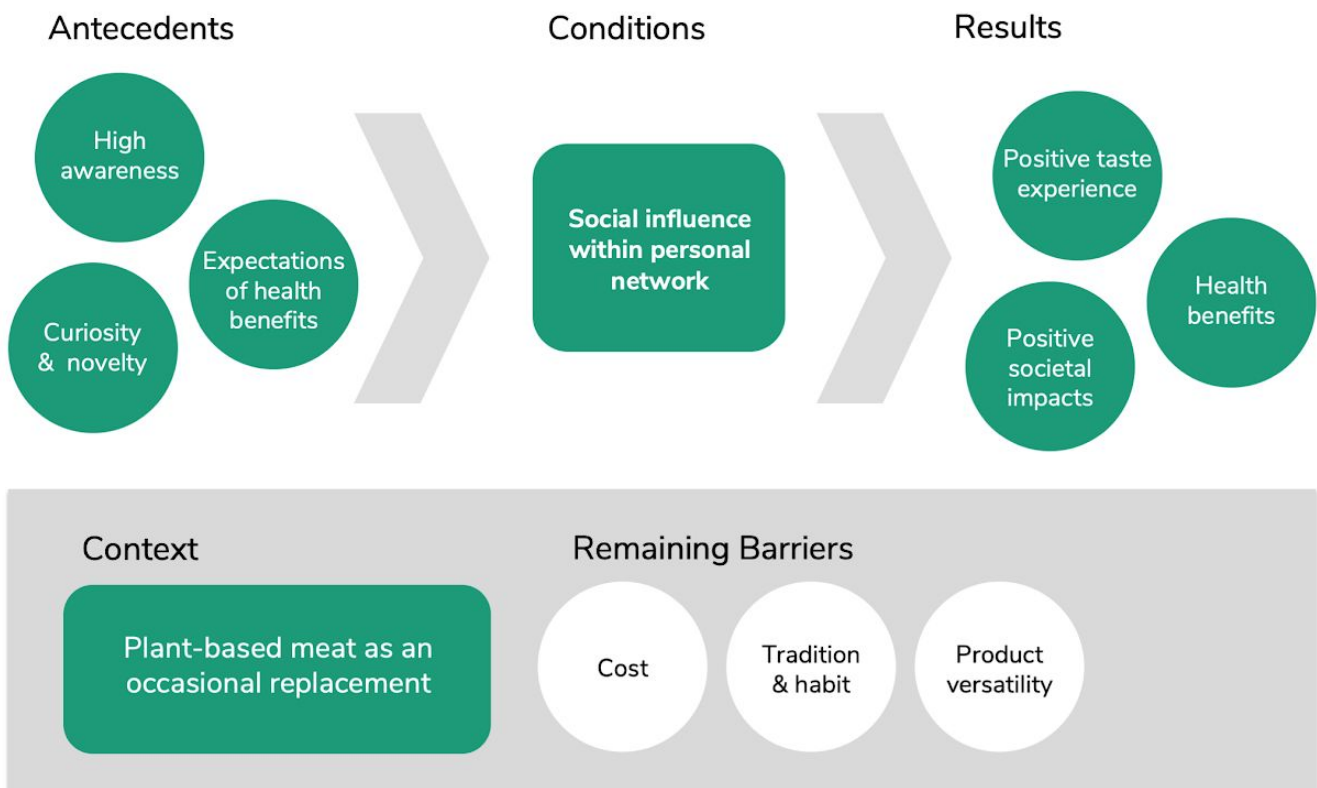 Antecedents
Conditions
Results
High
awareness
Expectations
of health
benefits
Curiosity
& novelty
Social influence
within personal
network
Positive taste
experience
Health
benefits
Positive
societal
impacts
Context
Plant-based meat as an
occasional replacement
Remaining Barriers
Cost
Tradition
& habit
Product
versatility